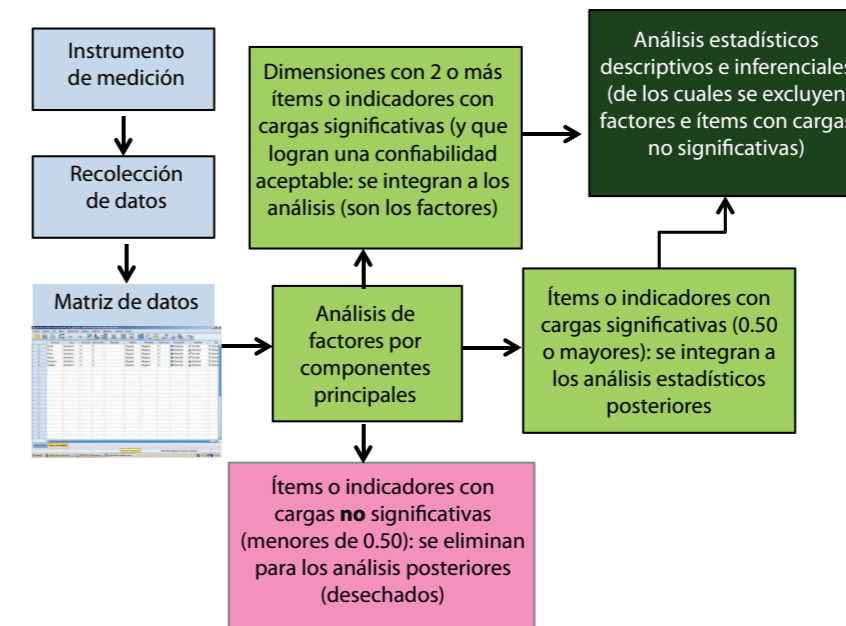 Instrumento
de medición
Recolección
de datos
Matriz de datos
Dimensiones con 2 o más
ítems o indicadores con
cargas significativas (y que
logran una confiabilidad
aceptable: se integran a los
análisis (son los factores)
Análisis estadísticos
descriptivos e inferenciales
(de los cuales se excluyen
factores e ítems con cargas
no significativas)
Análisis de
factores por
componentes
principales
Ítems o indicadores con
cargas significativas (0.50
o mayores): se integran a
los análisis estadísticos
posteriores
Ítems o indicadores con
cargas no significativas
(menores de 0.50): se eliminan
para los análisis posteriores
(desechados)